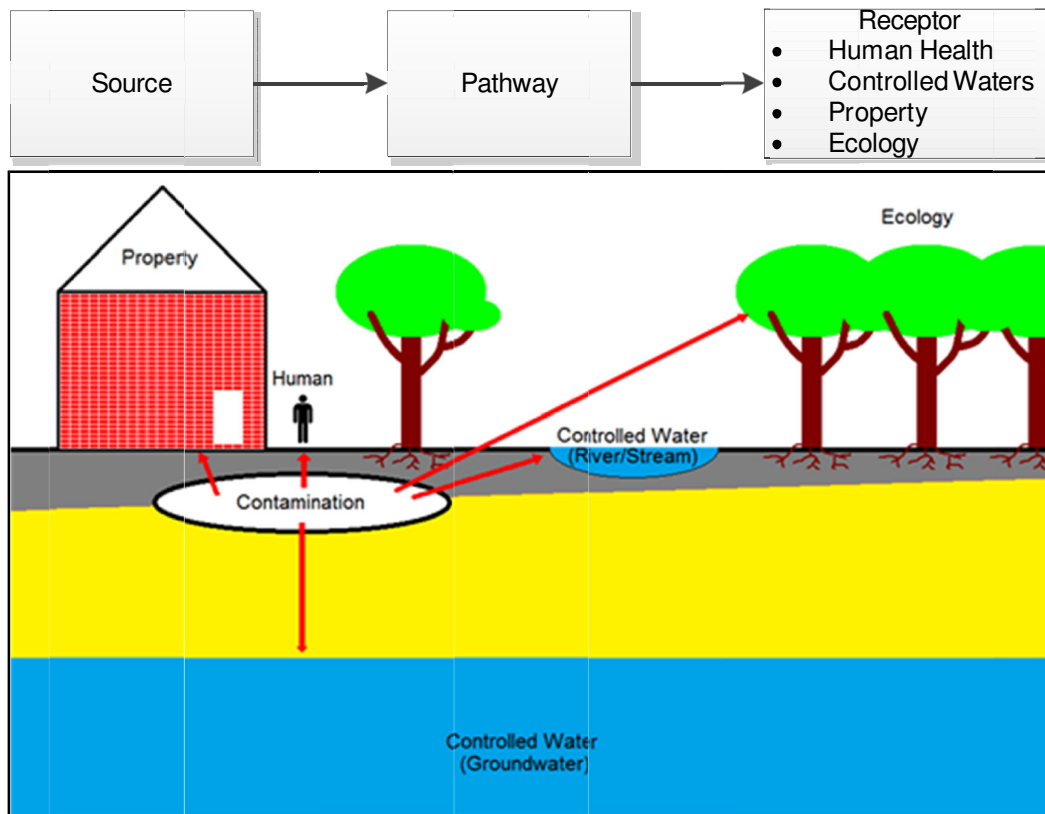 Source
Pathway
Receptor
• Human Health
• Controlled Waters
• Property
• Ecology
Ecology
Property
Human
Controlled Water
(River/Stream)
Contamination
Controlled Water
(Groundwater)